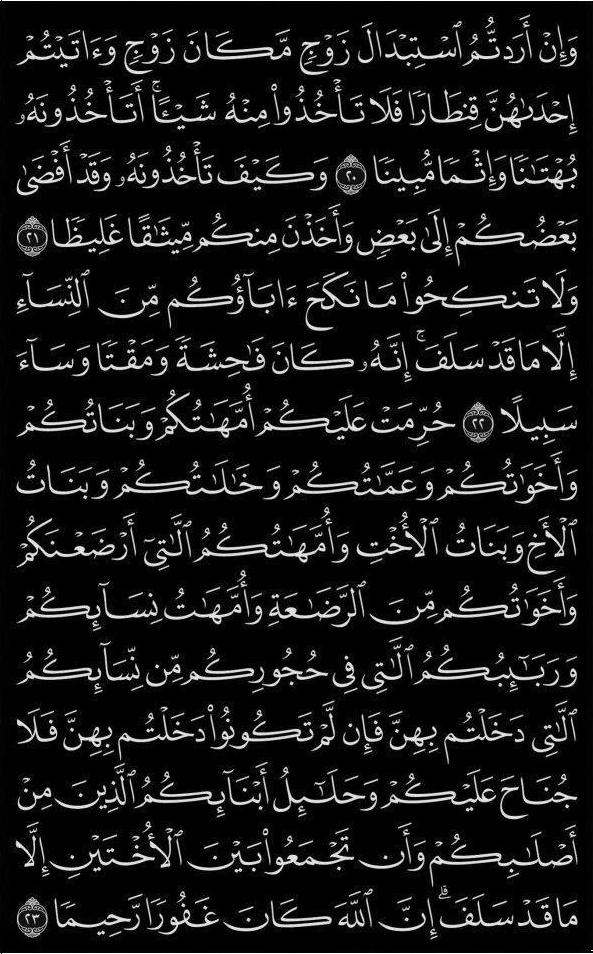 وَإِنْ أَرَدتُّمُ ٱسْتِبْدَالَ زَوْجٍ مَّكَانَ زَوْجٍ وَءَاتَيْتُمْ
إِحْدَىٰهُنَّ قِنطَارًا فَلَا تَأْخُذُوا۟ مِنْهُ شَيْـًٔا ۚ أَتَأْخُذُونَهُۥ
بُهْتَـٰنًا وَإِثْمًا مُّبِينًا ٢٠ وَكَيْفَ تَأْخُذُونَهُۥ وَقَدْ أَفْضَىٰ
بَعْضُكُمْ إِلَىٰ بَعْضٍ وَأَخَذْنَ مِنكُم مِّيثَـٰقًا غَلِيظًا ٢١
وَلَا تَنكِحُوا۟ مَا نَكَحَ ءَابَآؤُكُم مِّنَ ٱلنِّسَآءِ
إِلَّا مَا قَدْ سَلَفَ ۚ إِنَّهُۥ كَانَ فَـٰحِشَةً وَمَقْتًا وَسَآءَ
سَبِيلًا ٢٢ حُرِّمَتْ عَلَيْكُمْ أُمَّهَـٰتُكُمْ وَبَنَاتُكُمْ
وَأَخَوَٰتُكُمْ وَعَمَّـٰتُكُمْ وَخَـٰلَـٰتُكُمْ وَبَنَاتُ
ٱلْأَخِ وَبَنَاتُ ٱلْأُخْتِ وَأُمَّهَـٰتُكُمُ ٱلَّـٰتِىٓ أَرْضَعْنَكُمْ
وَأَخَوَٰتُكُم مِّنَ ٱلرَّضَـٰعَةِ وَأُمَّهَـٰتُ نِسَآئِكُمْ
وَرَبَـٰٓئِبُكُمُ ٱلَّـٰتِى فِى حُجُورِكُم مِّن نِّسَآئِكُمُ
ٱلَّـٰتِى دَخَلْتُم بِهِنَّ فَإِن لَّمْ تَكُونُوا۟ دَخَلْتُم بِهِنَّ فَلَا
جُنَاحَ عَلَيْكُمْ وَحَلَـٰٓئِلُ أَبْنَآئِكُمُ ٱلَّذِينَ مِنْ
أَصْلَـٰبِكُمْ وَأَن تَجْمَعُوا۟ بَيْنَ ٱلْأُخْتَيْنِ إِلَّا
مَا قَدْ سَلَفَ ۗ إِنَّ ٱللَّهَ كَانَ غَفُورًا رَّحِيمًا ٢٣